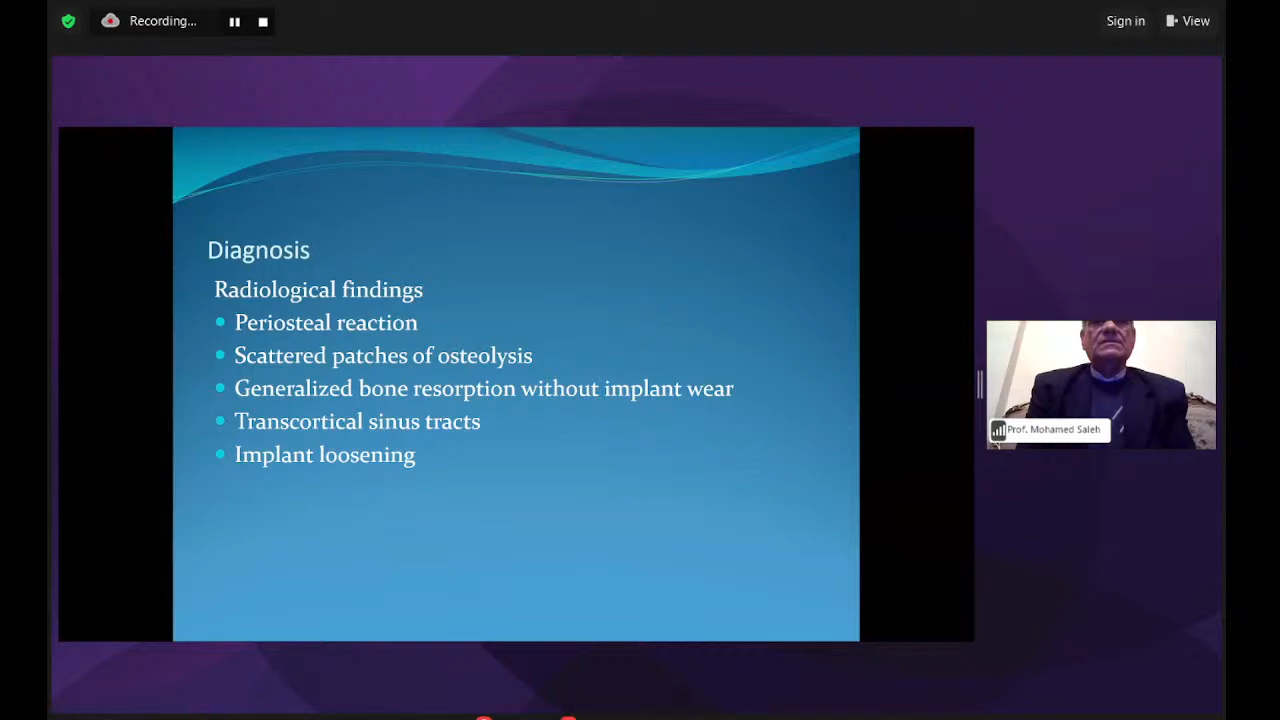 Recording...
Sign in
View
Diagnosis
Radiological findings
Periosteal reaction
Scattered patches of osteolysis
Generalized bone resorption without implant wear
Transcortical sinus tracts
Implant loosening
Prof. Mohamed Saleh